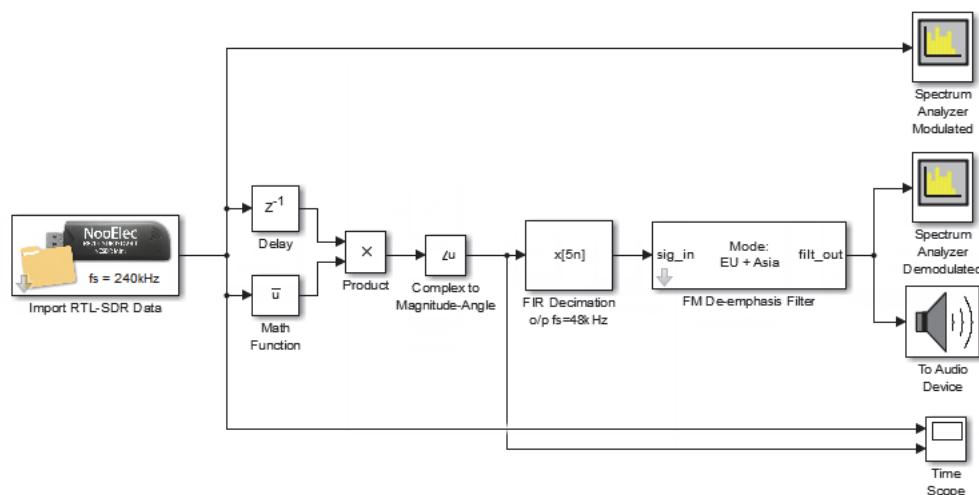 Spectrum
Analyzer
Modulated
Z-1
Delay
NooElec
fs = 240kHz
Import RTL-SDR Data
u
Math
Function
×
Product
∠u
Complex to
Magnitude-Angle
x[5n]
FIR Decimation
o/p fs=48kHz
sig_in
Mode:
EU + Asia
filt_out
FM De-emphasis Filter
Spectrum
Analyzer
Demodulated
To Audio
Device
Time
Scope